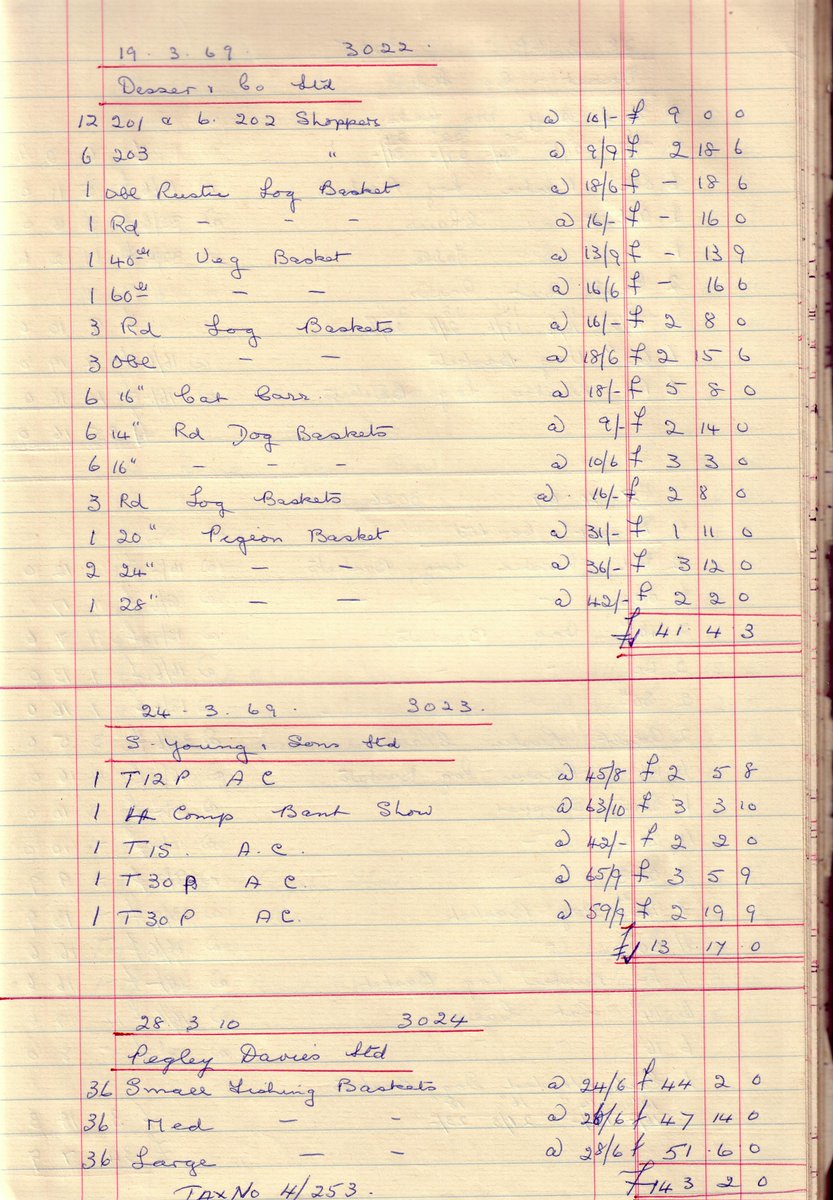 19.3.69. 3022.
Desser & Co Ltd
12 201 a b. 202 Shoppers @ 10/- £ 9 0 0
6 203 " @ 9/9 £ 2 18 6
1 Obl Rustic Log Basket @ 18/6 £ - 18 6
1 Rd - - - @ 16/- £ - 16 0
1 40lb Veg Basket @ 13/9 £ - 13 9
1 60lb - - @ 16/6 £ - 16 6
3 Rd Log Baskets @ 16/- £ 2 8 0
3 Obl - - @ 18/6 £ 2 15 6
6 16" Cat Carr. @ 18/- £ 5 8 0
6 14" Rd Dog Baskets @ 9/- £ 2 14 0
6 16" - - - @ 10/6 £ 3 3 0
3 Rd Log Baskets @ 16/- £ 2 8 0
1 20" Pigeon Basket @ 31/- £ 1 11 0
2 24" - - @ 36/- £ 3 12 0
1 28" - - @ 42/- £ 2 2 0
£ 41.4.3
24.3.69. 3023.
S. Young & Sons Ltd
1 T12P AC @ 45/8 £ 2 5 8
1 Comp Bant Show @ 63/10 £ 3 3 10
1 T15. A.C. @ 42/- £ 2 2 0
1 T30B AC. @ 65/9 £ 3 5 9
1 T30P AC. @ 59/9 £ 2 19 9
£ 13 17.0
28.3 10 3024
Pegley Davies Ltd
36 Small Fishing Baskets @ 24/6 £ 44 2 0
36 Med - - @ 26/6 £ 47 14 0
36 Large - - @ 28/6 £ 51.6.0
£143 2 0
Tax No 4/253.